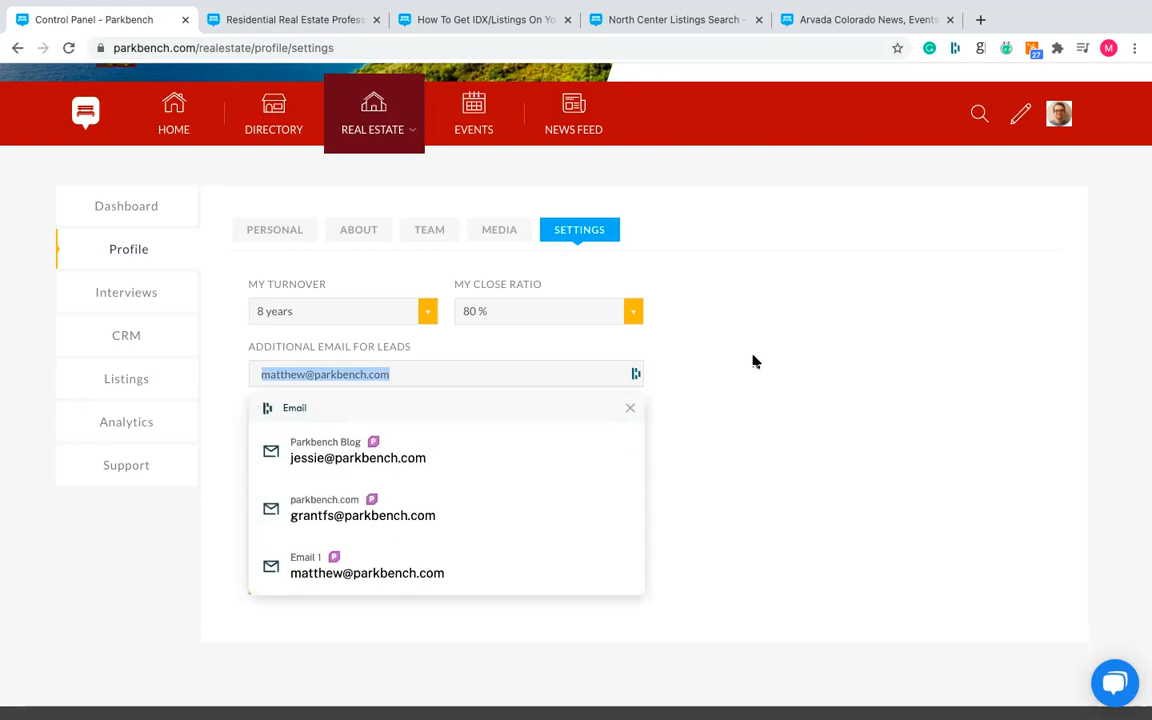 Control Panel - Parkbench
Residential Real Estate Profess
How To Get IDX/Listings On Yo
North Center Listings Search -
Arvada Colorado News, Events
parkbench.com/realestate/profile/settings
27
M
HOME
DIRECTORY
REAL ESTATE
EVENTS
NEWS FEED
Dashboard
Profile
Interviews
CRM
Listings
Analytics
Support
PERSONAL
ABOUT
TEAM
MEDIA
SETTINGS
MY TURNOVER
MY CLOSE RATIO
8 years
80 %
ADDITIONAL EMAIL FOR LEADS
matthew@parkbench.com
Email
Parkbench Blog
jessie@parkbench.com
parkbench.com
grantfs@parkbench.com
Email 1
matthew@parkbench.com